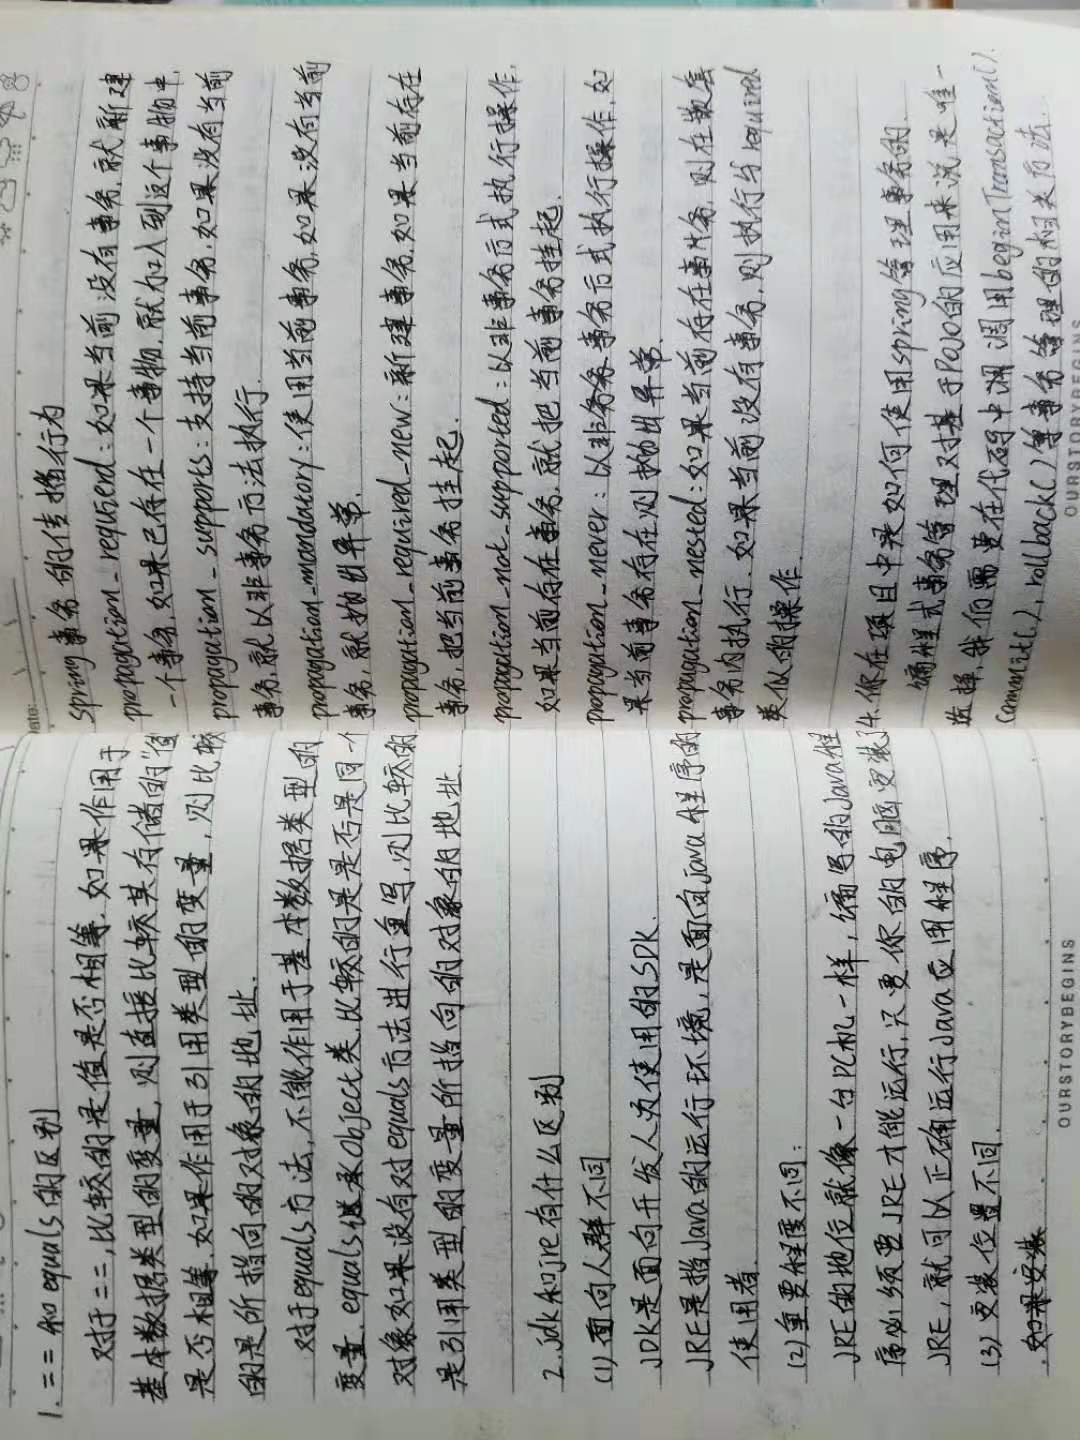 1. == 和 equals 的区别
对于==,比较的是值是否相等.如果作用于
基本数据类型的变量,则直接比较其存储的"值"
是否相等.如果作用于引用类型的变量,则比较
的是所指向的对象的地址.
对于equals方法,不能作用于基本数据类型的
变量.equals继承Object类.比较的是是否是同一个
对象如果没有对equals方法进行重写,则比较的
是引用类型的变量所指向的对象的地址.
2. jdk和jre有什么区别
(1)面向人群不同
JDK是面向开发人员使用的SDK.
JRE是指Java的运行环境,是面向java程序的
使用者.
(2)重要程度不同:
JRE的地位就像一台PC机一样,编写的Java程
序必须要JRE才能运行,只要你的电脑安装了
JRE,就可以正确运行Java应用程序.
(3)安装位置不同.
OURSTORYBEGINS
Date:
spring事务的传播行为
propagation_required:如果当前没有事务.就新建
一个事务.如果已存在一个事物.就加入到这个事物中.
propagation_supports:支持当前事务.如果没有当前
事务,就以非事务方法执行.
propagation_mandatory:使用当前事务.如果没有当前
事务,就抛出异常.
propagation_required_new:新建事务.如果当前存在
事务,把当前事务挂起.
propagation_not_supported:以非事务方式执行操作.
如果当前存在事务.就把当前事务挂起.
propagation_never:以非事务方式执行操作.如
果当前事务存在则抛出异常.
propagation_nested:如果当前存在事务,则在嵌套
事务内执行.如果当前没有事务,则执行与required
类似的操作.
4.你在项目中是如何使用spring管理事务的.
编程式事务管理对基于POJO的应用来说是唯一
选择,我们需要在代码中调用beginTransaction().
commit(),rollback()等事务管理的相关方法.
OURSTORYBEGINS